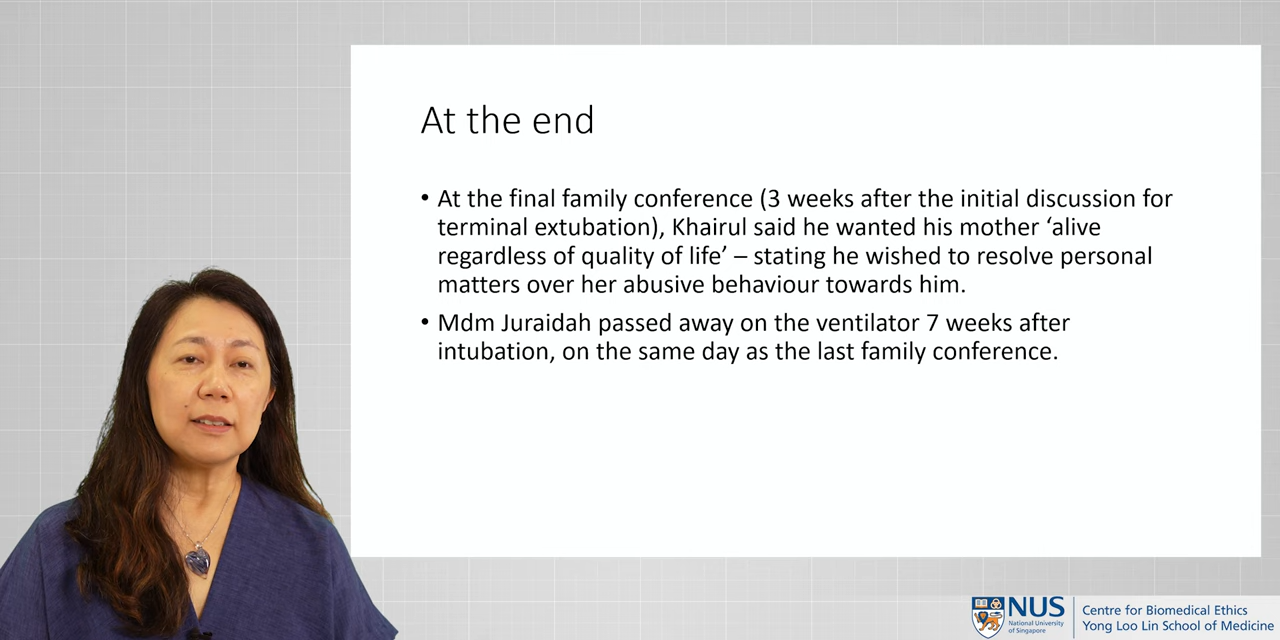 At the end
• At the final family conference (3 weeks after the initial discussion for
terminal extubation), Khairul said he wanted his mother ‘alive
regardless of quality of life’ – stating he wished to resolve personal
matters over her abusive behaviour towards him.
• Mdm Juraidah passed away on the ventilator 7 weeks after
intubation, on the same day as the last family conference.
NUS
National University
of Singapore
Centre for Biomedical Ethics
Yong Loo Lin School of Medicine